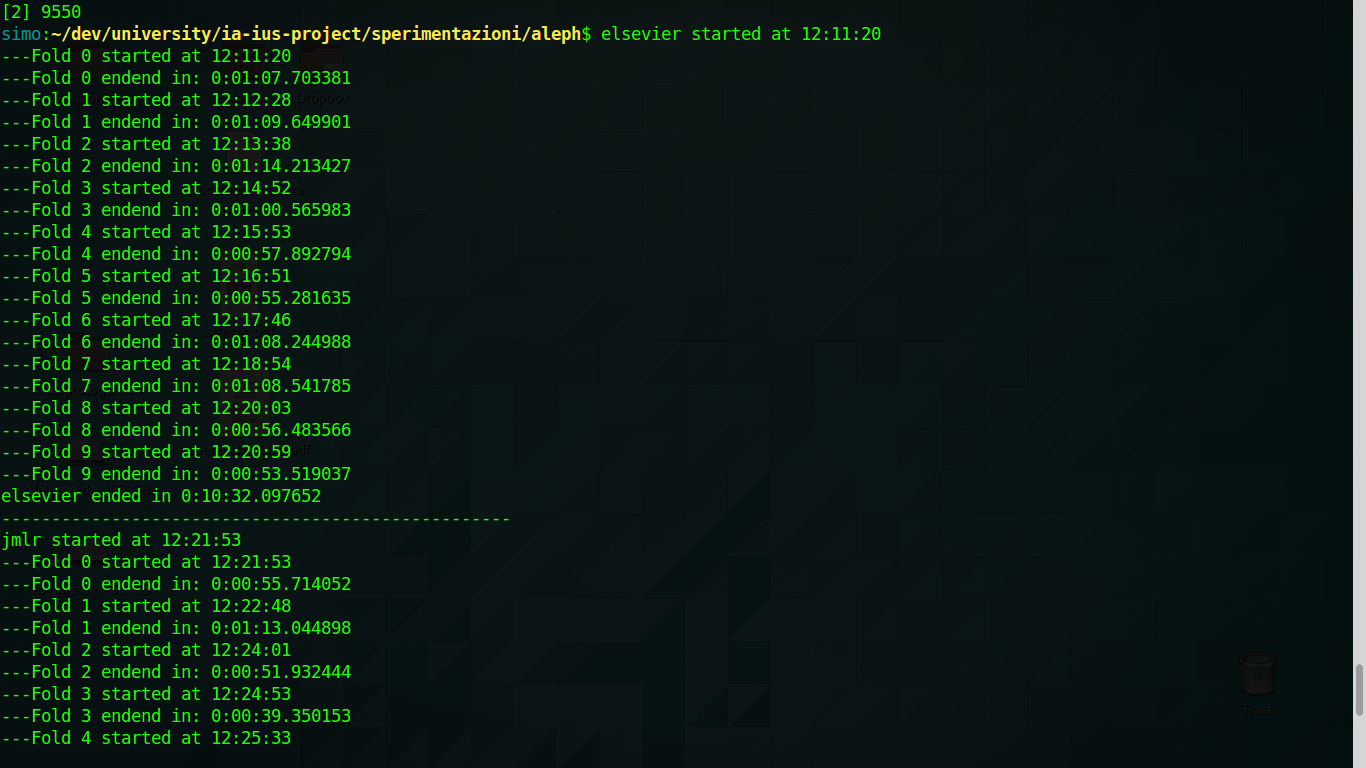 [2] 9550
simo:~/dev/university/ia-ius-project/sperimentazioni/aleph$ elsevier started at 12:11:20
---Fold 0 started at 12:11:20
---Fold 0 endend in: 0:01:07.703381
---Fold 1 started at 12:12:28
---Fold 1 endend in: 0:01:09.649901
---Fold 2 started at 12:13:38
---Fold 2 endend in: 0:01:14.213427
---Fold 3 started at 12:14:52
---Fold 3 endend in: 0:01:00.565983
---Fold 4 started at 12:15:53
---Fold 4 endend in: 0:00:57.892794
---Fold 5 started at 12:16:51
---Fold 5 endend in: 0:00:55.281635
---Fold 6 started at 12:17:46
---Fold 6 endend in: 0:01:08.244988
---Fold 7 started at 12:18:54
---Fold 7 endend in: 0:01:08.541785
---Fold 8 started at 12:20:03
---Fold 8 endend in: 0:00:56.483566
---Fold 9 started at 12:20:59
---Fold 9 endend in: 0:00:53.519037
elsevier ended in 0:10:32.097652
---------------------------------------------------
jmlr started at 12:21:53
---Fold 0 started at 12:21:53
---Fold 0 endend in: 0:00:55.714052
---Fold 1 started at 12:22:48
---Fold 1 endend in: 0:01:13.044898
---Fold 2 started at 12:24:01
---Fold 2 endend in: 0:00:51.932444
---Fold 3 started at 12:24:53
---Fold 3 endend in: 0:00:39.350153
---Fold 4 started at 12:25:33
Dropbox
Trash